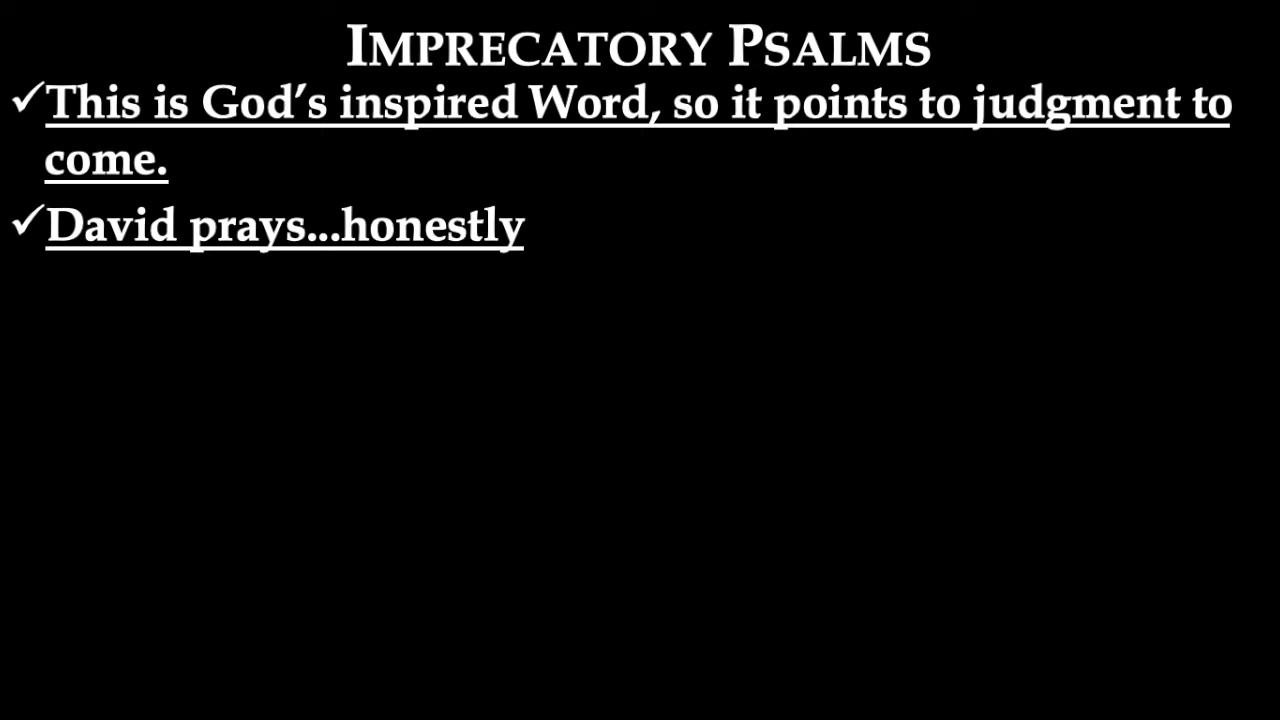 IMPRECATORY PSALMS
✓This is God’s inspired Word, so it points to judgment to
come.
✓David prays...honestly